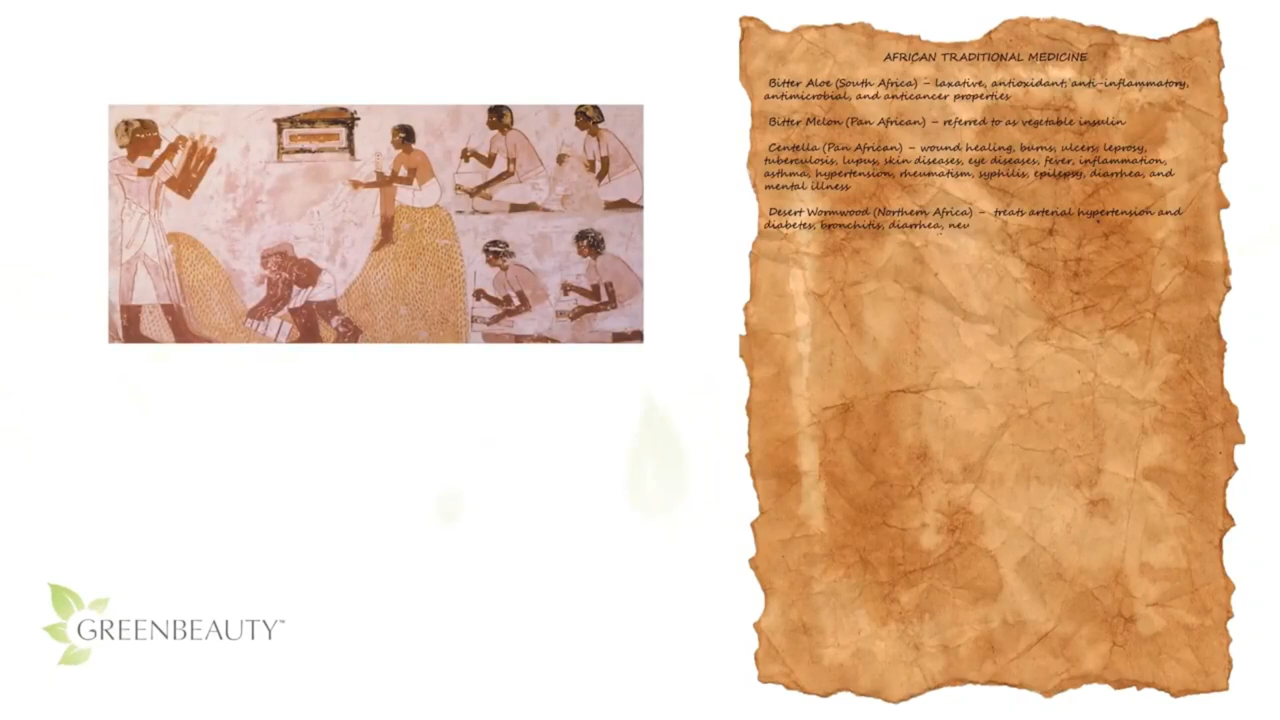 AFRICAN TRADITIONAL MEDICINE
Bitter Aloe (South Africa) – laxative, antioxidant, anti-inflammatory,
antimicrobial, and anticancer properties
Bitter Melon (Pan African) – referred to as vegetable insulin
Centella (Pan African) – wound healing, burns, ulcers, leprosy,
tuberculosis, lupus, skin diseases, eye diseases, fever, inflammation,
asthma, hypertension, rheumatism, syphilis, epilepsy, diarrhea, and
mental illness
Desert Wormwood (Northern Africa) – treats arterial hypertension and
diabetes, bronchitis, diarrhea, neu
GREENBEAUTY™